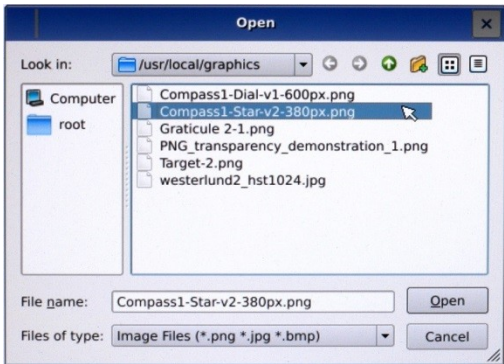 Open
Look in: /usr/local/graphics
Computer
root
Compass1-Dial-v1-600px.png
Compass1-Star-v2-380px.png
Graticule 2-1.png
PNG_transparency_demonstration_1.png
Target-2.png
westerlund2_hst1024.jpg
File name: Compass1-Star-v2-380px.png Open
Files of type: Image Files (*.png *.jpg *.bmp) Cancel